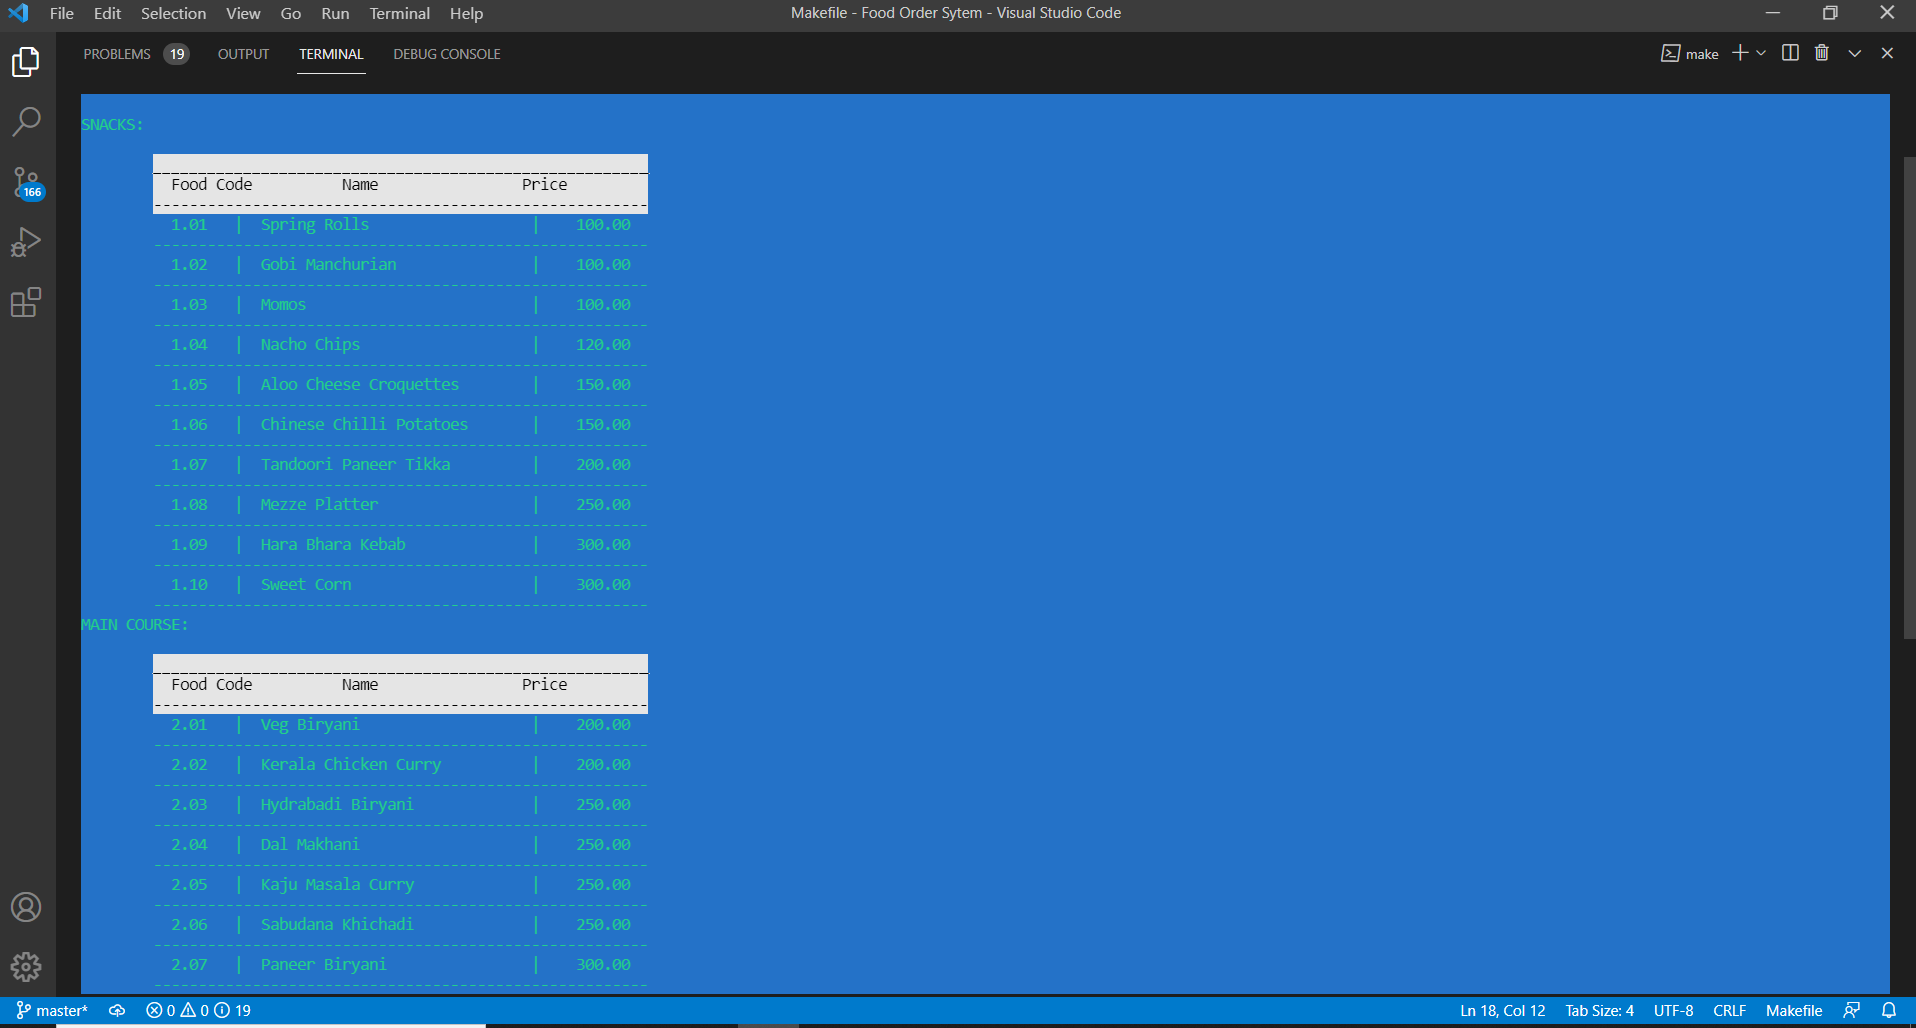 File Edit Selection View Go Run Terminal Help Makefile - Food Order Sytem - Visual Studio Code
PROBLEMS 19 OUTPUT TERMINAL DEBUG CONSOLE make
SNACKS:
Food Code Name Price
1.01 | Spring Rolls | 100.00
1.02 | Gobi Manchurian | 100.00
1.03 | Momos | 100.00
1.04 | Nacho Chips | 120.00
1.05 | Aloo Cheese Croquettes | 150.00
1.06 | Chinese Chilli Potatoes | 150.00
1.07 | Tandoori Paneer Tikka | 200.00
1.08 | Mezze Platter | 250.00
1.09 | Hara Bhara Kebab | 300.00
1.10 | Sweet Corn | 300.00
MAIN COURSE:
Food Code Name Price
2.01 | Veg Biryani | 200.00
2.02 | Kerala Chicken Curry | 200.00
2.03 | Hydrabadi Biryani | 250.00
2.04 | Dal Makhani | 250.00
2.05 | Kaju Masala Curry | 250.00
2.06 | Sabudana Khichadi | 250.00
2.07 | Paneer Biryani | 300.00
166
master* 0 0 19 Ln 18, Col 12 Tab Size: 4 UTF-8 CRLF Makefile